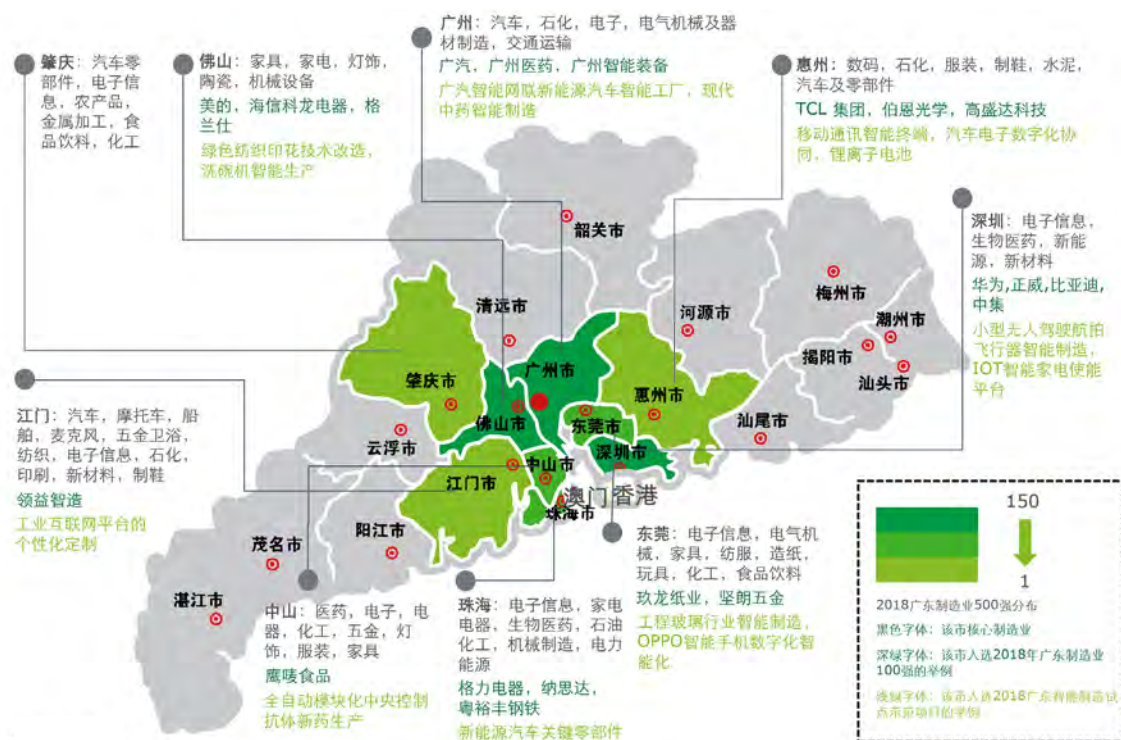 广州：汽车，石化，电子，电气机械及器
材制造，交通运输
广汽，广州医药，广州智能装备
广汽智能网联新能源汽车智能工厂，现代
中药智能制造
肇庆：汽车零
部件，电子信
息，农产品，
金属加工，食
品饮料，化工
佛山：家具，家电，灯饰，
陶瓷，机械设备
美的，海信科龙电器，格
兰仕
绿色纺织印花技术改造，
洗碗机智能生产
惠州：数码，石化，服装，制鞋，水泥，
汽车及零部件
TCL 集团，伯恩光学，高盛达科技
移动通讯智能终端，汽车电子数字化协
同，锂离子电池
深圳：电子信息，
生物医药，新能
源，新材料
华为,正威,比亚迪,
中集
小型无人驾驶航拍
飞行器智能制造，
IOT智能家电使能
平台
韶关市
清远市
河源市
梅州市
潮州市
揭阳市
汕头市
汕尾市
广州市
肇庆市
佛山市
惠州市
东莞市
深圳市
云浮市
江门市
中山市
澳门香港
珠海市
阳江市
茂名市
湛江市
江门：汽车，摩托车，船
舶，麦克风，五金卫浴，
纺织，电子信息，石化，
印刷，新材料，制鞋
领益智造
工业互联网平台的
个性化定制
中山：医药，电子，电
器，化工，五金，灯
饰，服装，家具
鹰唛食品
全自动模块化中央控制
抗体新药生产
珠海：电子信息，家电
电器，生物医药，石油
化工，机械制造，电力
能源
格力电器，纳思达，
粤裕丰钢铁
新能源汽车关键零部件
东莞：电子信息，电气机
械，家具，纺服，造纸，
玩具，化工，食品饮料
玖龙纸业，坚朗五金
工程玻璃行业智能制造，
OPPO智能手机数字化智
能化
150
1
2018广东制造业500强分布
黑色字体：该市核心制造业
深绿字体：该市入选2018年广东制造业
100强的举例
浅绿字体：该市入选2018广东智能制造试
点示范项目的举例